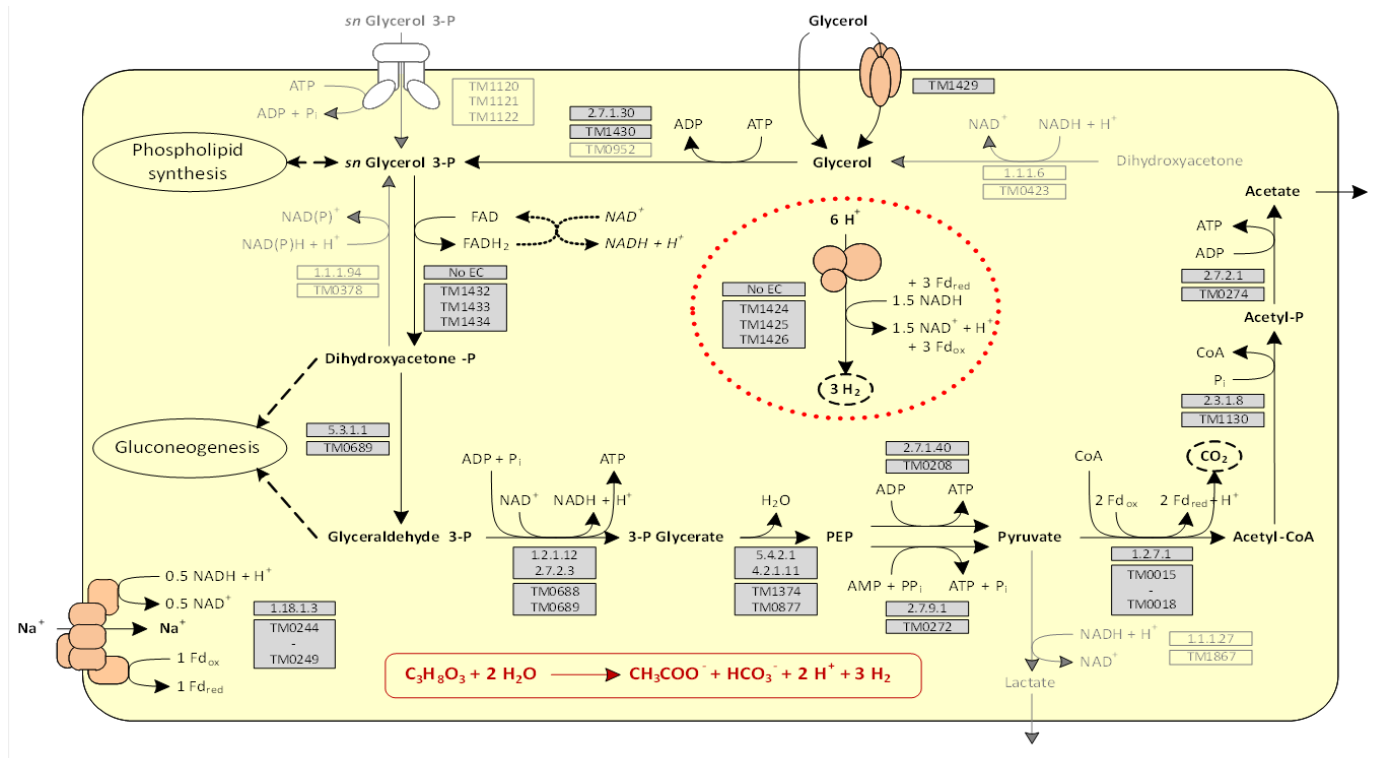 sn Glycerol 3-P
Glycerol
ATP
ADP + Pi
TM1120
TM1121
TM1122
2.7.1.30
TM1430
TM0952
ADP
ATP
TM1429
NAD+
NADH + H+
Phospholipid
synthesis
sn Glycerol 3-P
Glycerol
Dihydroxyacetone
1.1.1.6
TM0423
Acetate
NAD(P)+
NAD(P)H + H+
1.1.1.94
TM0378
FAD
FADH2
NAD+
NADH + H+
No EC
TM1432
TM1433
TM1434
6 H+
No EC
TM1424
TM1425
TM1426
+ 3 Fdred
1.5 NADH
1.5 NAD+ + H+
+ 3 Fdox
3 H2
ATP
ADP
2.7.2.1
TM0274
Acetyl-P
CoA
Pi
2.3.1.8
TM1130
Dihydroxyacetone -P
Gluconeogenesis
5.3.1.1
TM0689
ADP + Pi
ATP
NAD+
NADH + H+
Glyceraldehyde 3-P
3-P Glycerate
1.2.1.12
2.7.2.3
TM0688
TM0689
H2O
5.4.2.1
4.2.1.11
TM1374
TM0877
PEP
2.7.1.40
TM0208
ADP
ATP
AMP + PPi
ATP + Pi
2.7.9.1
TM0272
Pyruvate
CoA
CO2
2 Fdox
2 Fdred+H+
Acetyl-CoA
1.2.7.1
TM0015
-
TM0018
0.5 NADH + H+
0.5 NAD+
Na+
Na+
1 Fdox
1 Fdred
1.18.1.3
TM0244
-
TM0249
NADH + H+
NAD+
1.1.1.27
TM1867
Lactate
C3H8O3 + 2 H2O
CH3COO- + HCO3- + 2 H+ + 3 H2